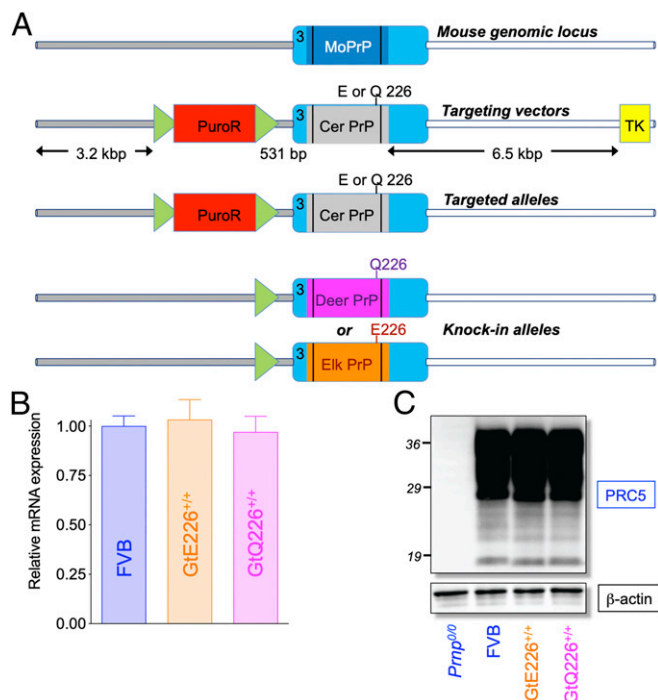 A
3
MoPrP
Mouse genomic locus
E or Q 226
PuroR
3
Cer PrP
Targeting vectors
TK
3.2 kbp
531 bp
6.5 kbp
E or Q 226
PuroR
3
Cer PrP
Targeted alleles
Q226
3
Deer PrP
or
E226
Knock-in alleles
3
Elk PrP
B
Relative mRNA expression
1.00
0.75
0.50
0.25
0.00
FVB
GtE226+/+
GtQ226+/+
C
36
29
19
PRC5
β-actin
Prnp0/0
FVB
GtE226+/+
GtQ226+/+